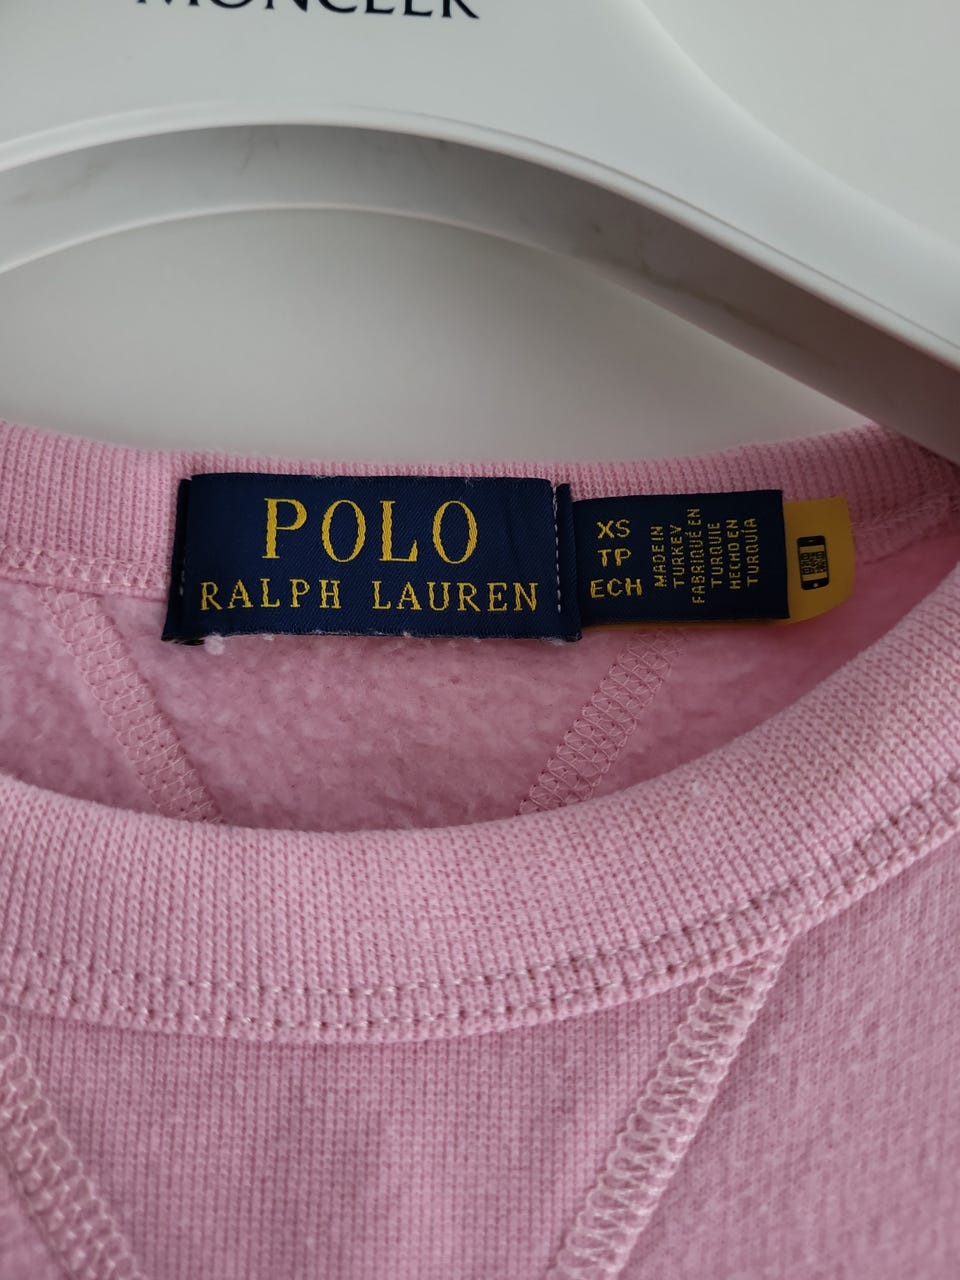 MONCLER
POLO
RALPH LAUREN
XS
TP
ECH
MADE IN
TURKEY
FABRIQUÉ EN
TURQUIE
HECHO EN
TURQUÍA